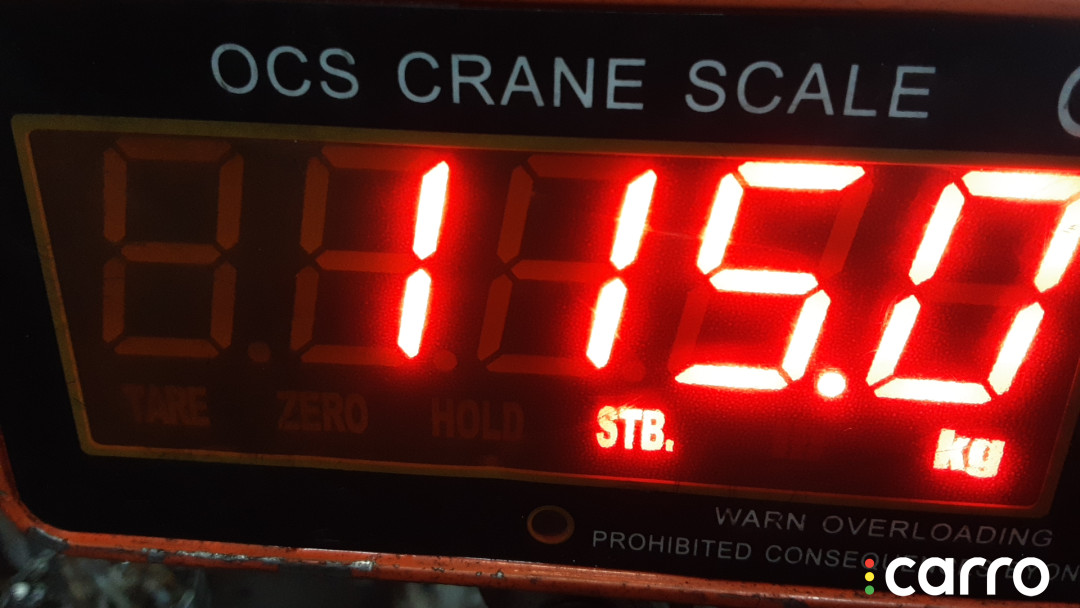 OCS CRANE SCALE
115.0
TARE ZERO HOLD STB. kg
WARN OVERLOADING
PROHIBITED
carro